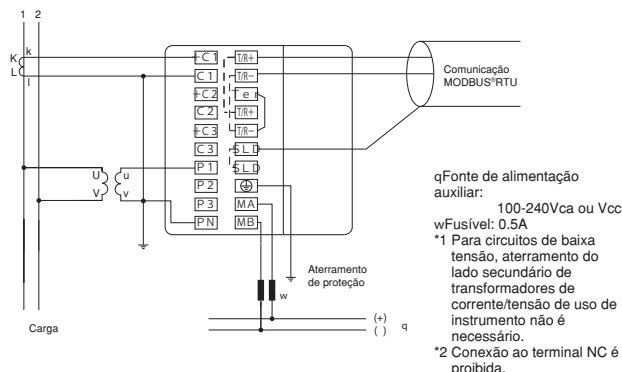 1 2
K k
L l
+C1 T/R+
C1 T/R-
+C2 Ter
C2 T/R+
+C3 T/R-
C3 SLD
P1 SLD
P2
P3 MA
PN MB
U u
V v
Comunicação
MODBUS®RTU
Aterramento
de proteção
w
(+)
( ) q
Carga
qFonte de alimentação
auxiliar:
100-240Vca ou Vcc
wFusível: 0.5A
*1 Para circuitos de baixa
tensão, aterramento do
lado secundário de
transformadores de
corrente/tensão de uso de
instrumento não é
necessário.
*2 Conexão ao terminal NC é
proibida.